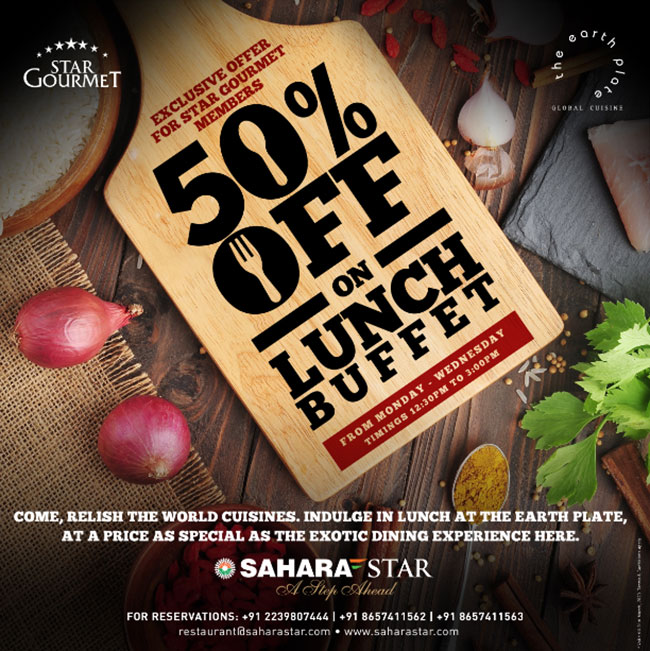 STAR
GOURMET
the earth plate
GLOBAL CUISINE
EXCLUSIVE OFFER
FOR STAR GOURMET
MEMBERS
50%
OFF
ON
LUNCH
BUFFET
FROM MONDAY - WEDNESDAY
TIMINGS 12:30PM TO 3:00PM
COME, RELISH THE WORLD CUISINES. INDULGE IN LUNCH AT THE EARTH PLATE,
AT A PRICE AS SPECIAL AS THE EXOTIC DINING EXPERIENCE HERE.
SAHARA STAR
A Step Ahead
FOR RESERVATIONS: +91 2239807444 | +91 8657411562 | +91 8657411563
restaurant@saharastar.com • www.saharastar.com